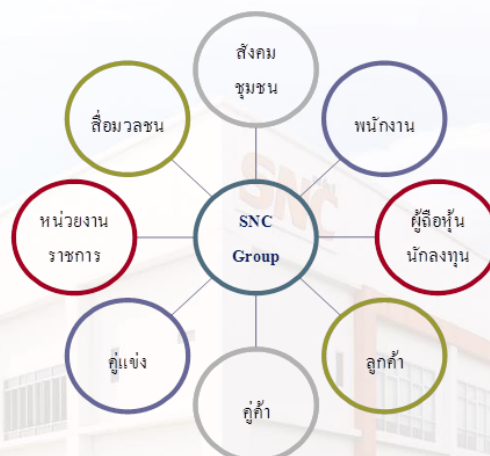 สังคม
ชุมชน
สื่อมวลชน
พนักงาน
SNC
หน่วยงาน
ราชการ
SNC
Group
ผู้ถือหุ้น
นักลงทุน
คู่แข่ง
ลูกค้า
คู่ค้า